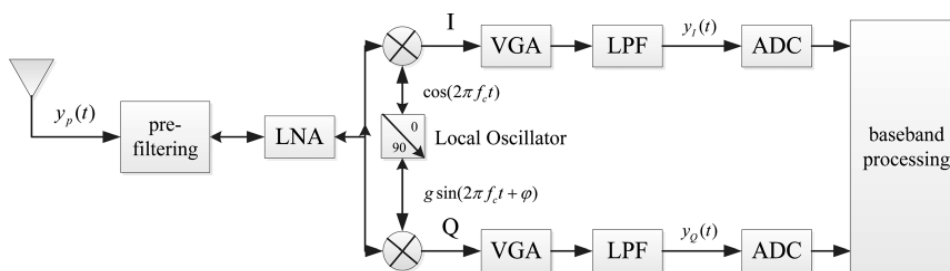 I
VGA
LPF
y_I(t)
ADC
cos(2πf_c t)
y_p(t)
pre-
filtering
LNA
0
90
Local Oscillator
baseband
processing
g sin(2πf_c t + φ)
Q
VGA
LPF
y_Q(t)
ADC